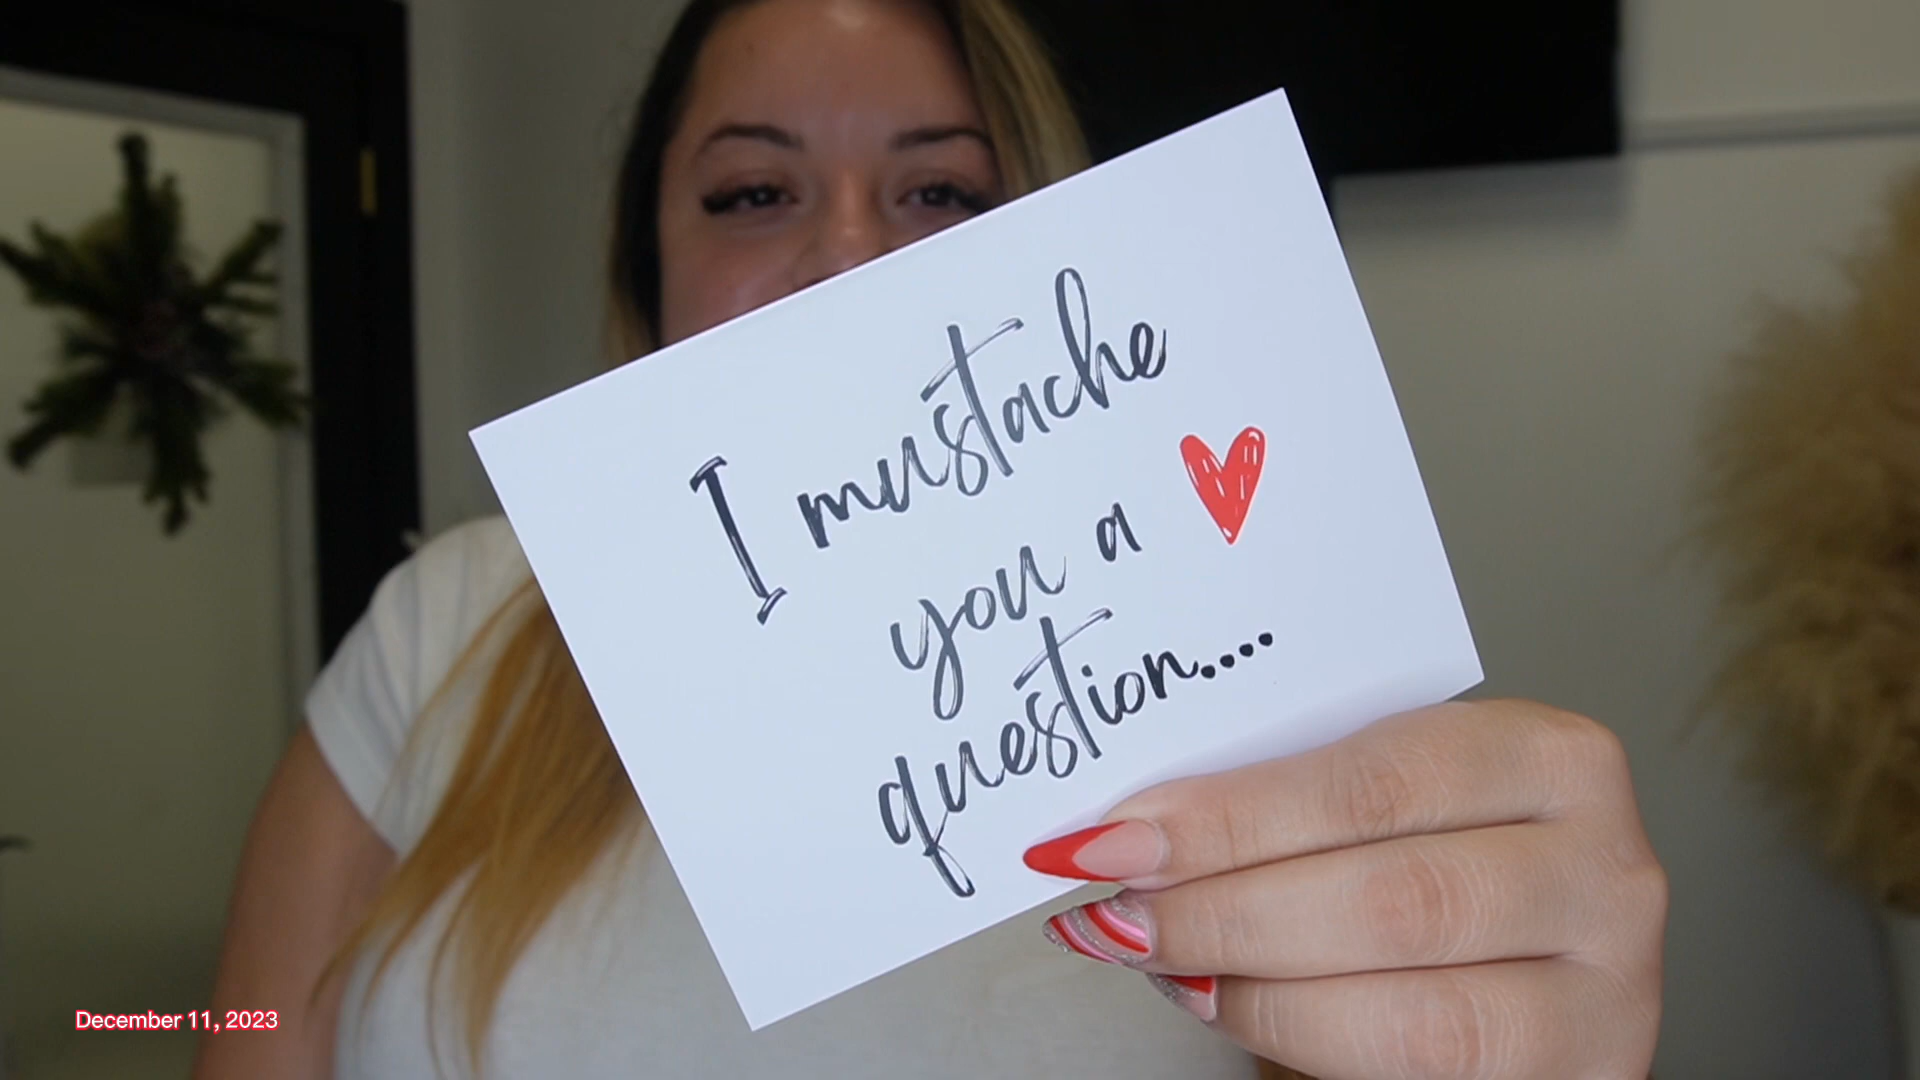 I mustache
you a
question....
December 11, 2023